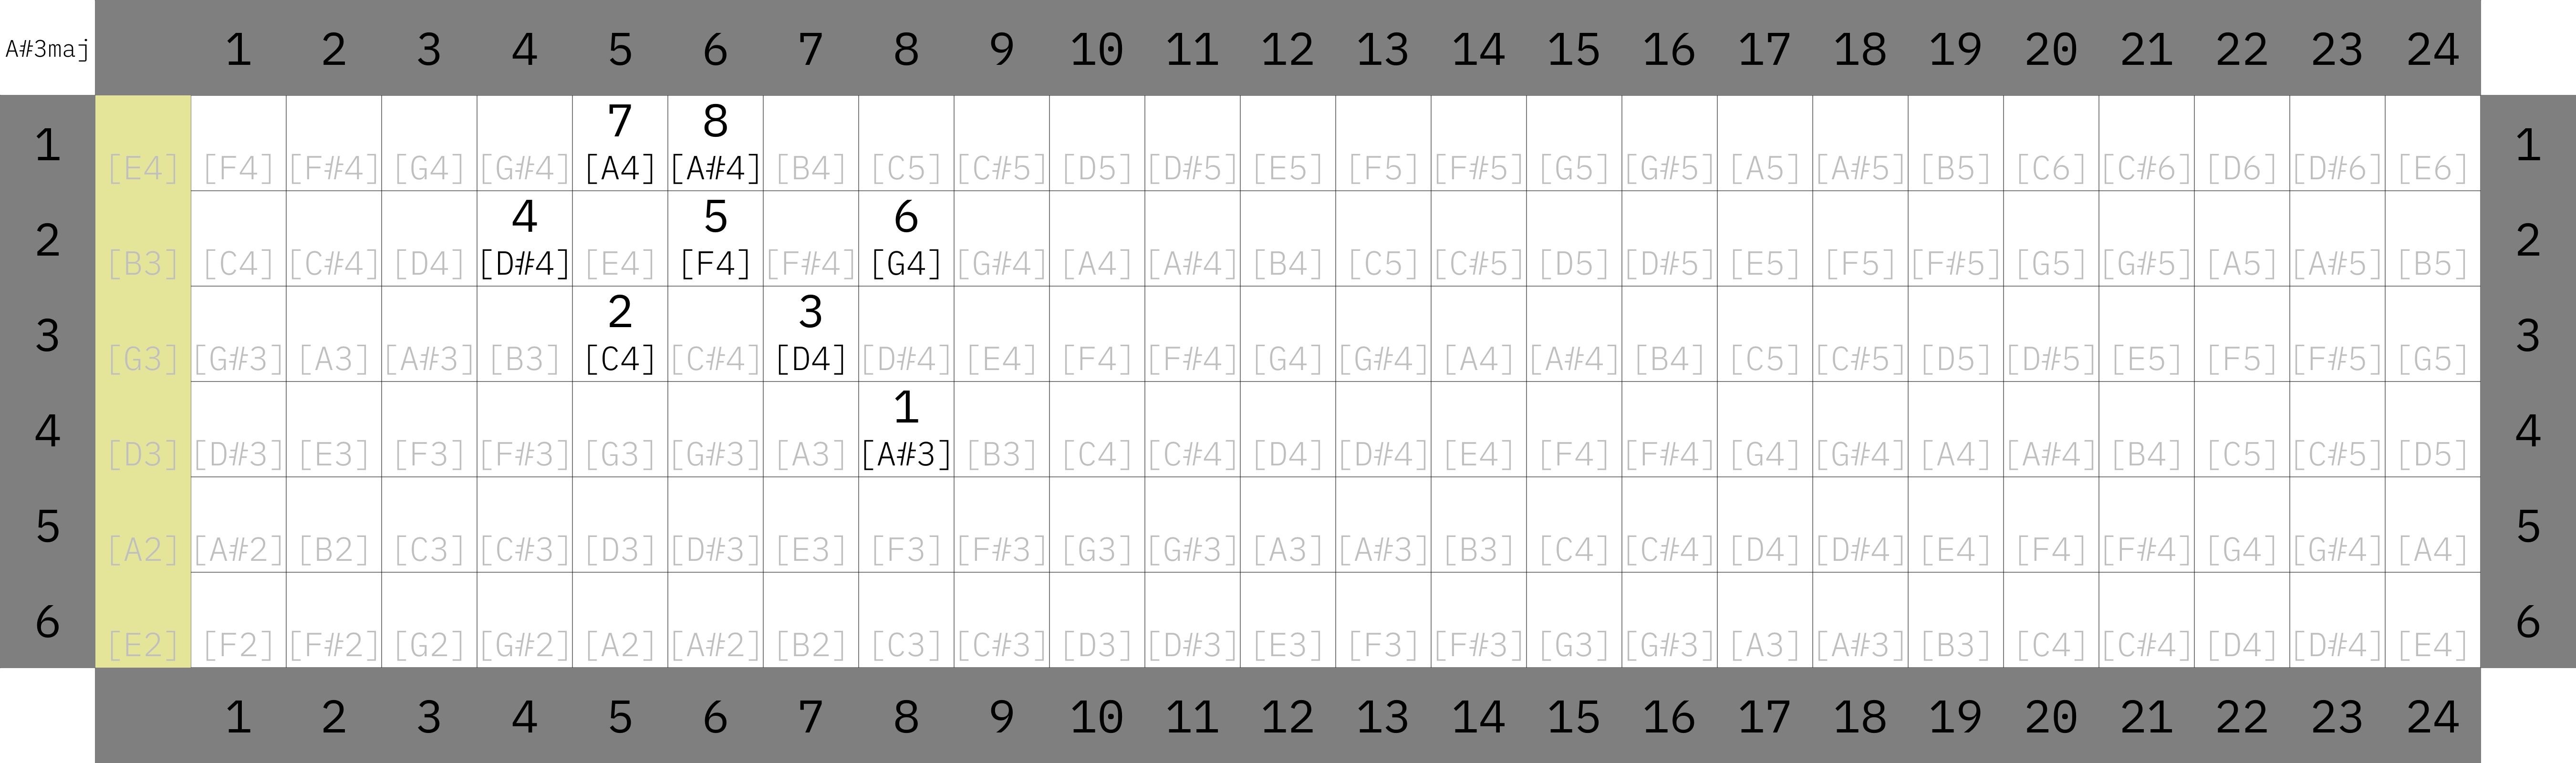 A#3maj 1 2 3 4 5 6 7 8 9 10 11 12 13 14 15 16 17 18 19 20 21 22 23 24
7 8
1 [E4] [F4] [F#4] [G4] [G#4] [A4] [A#4] [B4] [C5] [C#5] [D5] [D#5] [E5] [F5] [F#5] [G5] [G#5] [A5] [A#5] [B5] [C6] [C#6] [D6] [D#6] [E6] 1
4 5 6
2 [B3] [C4] [C#4] [D4] [D#4] [E4] [F4] [F#4] [G4] [G#4] [A4] [A#4] [B4] [C5] [C#5] [D5] [D#5] [E5] [F5] [F#5] [G5] [G#5] [A5] [A#5] [B5] 2
2 3
3 [G3] [G#3] [A3] [A#3] [B3] [C4] [C#4] [D4] [D#4] [E4] [F4] [F#4] [G4] [G#4] [A4] [A#4] [B4] [C5] [C#5] [D5] [D#5] [E5] [F5] [F#5] [G5] 3
1
4 [D3] [D#3] [E3] [F3] [F#3] [G3] [G#3] [A3] [A#3] [B3] [C4] [C#4] [D4] [D#4] [E4] [F4] [F#4] [G4] [G#4] [A4] [A#4] [B4] [C5] [C#5] [D5] 4
5 [A2] [A#2] [B2] [C3] [C#3] [D3] [D#3] [E3] [F3] [F#3] [G3] [G#3] [A3] [A#3] [B3] [C4] [C#4] [D4] [D#4] [E4] [F4] [F#4] [G4] [G#4] [A4] 5
6 [E2] [F2] [F#2] [G2] [G#2] [A2] [A#2] [B2] [C3] [C#3] [D3] [D#3] [E3] [F3] [F#3] [G3] [G#3] [A3] [A#3] [B3] [C4] [C#4] [D4] [D#4] [E4] 6
1 2 3 4 5 6 7 8 9 10 11 12 13 14 15 16 17 18 19 20 21 22 23 24